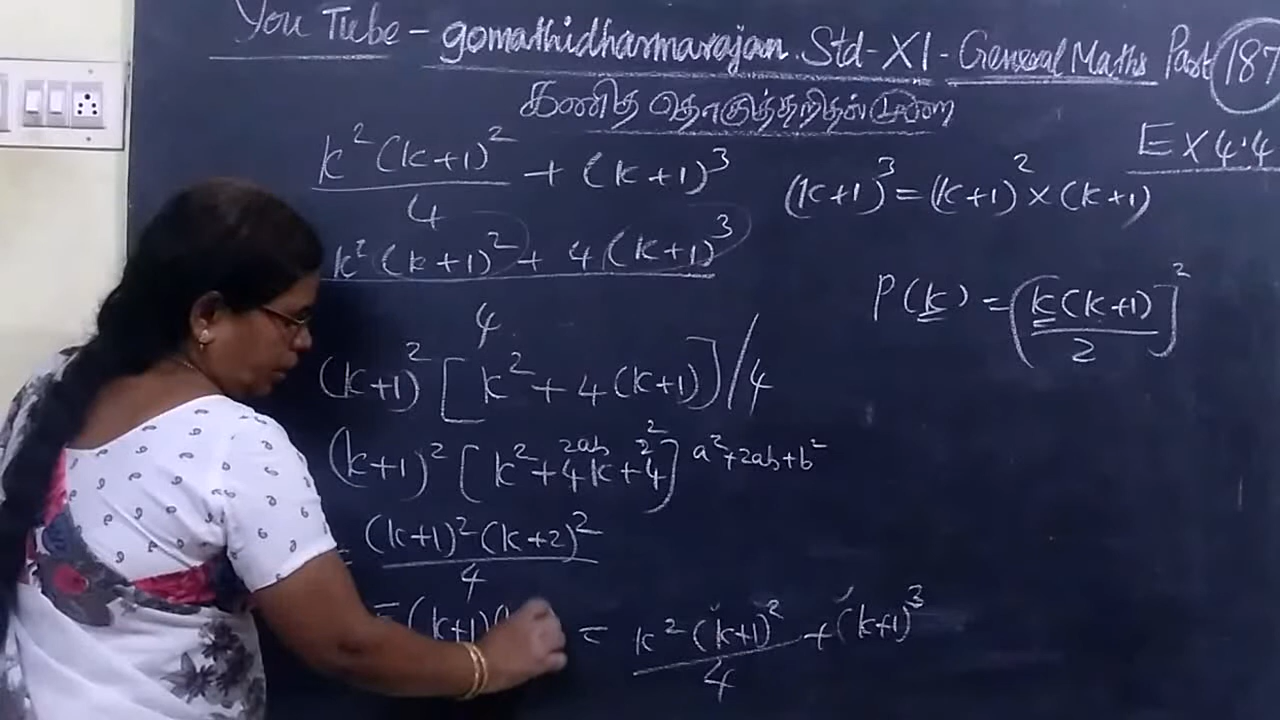 You Tube - gomathidharmarajan. Std-XI - General Maths Part 187
கணித தொகுத்தறிதல் முறை
Ex 4.4
k²(k+1)²/4 + (k+1)³
(k+1)³ = (k+1)² × (k+1)
k²(k+1)² + 4(k+1)³
4
P(k) = (k(k+1)/2]²
(k+1)² [k² + 4(k+1)]/4
(k+1)² [k² + 4k + 4]
2ab
2²
a²+2ab+b²
= (k+1)²(k+2)²/4
= (k+1)(
= k²(k+1)²/4 + (k+1)³